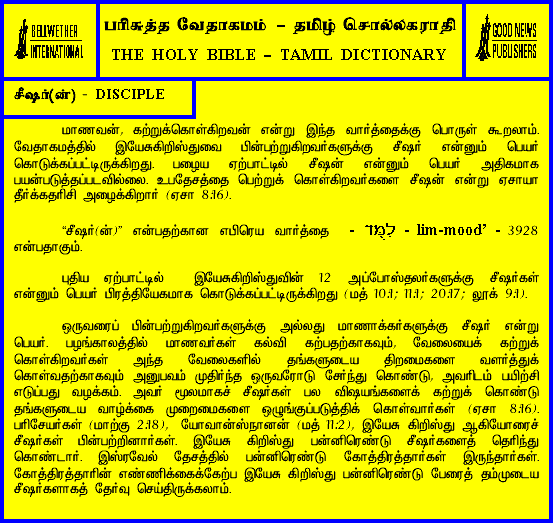 BELLWETHER
INTERNATIONAL
பரிசுத்த வேதாகமம் – தமிழ் சொல்லகராதி
THE HOLY BIBLE – TAMIL DICTIONARY
GOOD NEWS
PUBLISHERS
சீஷர்(ன்) - DISCIPLE
மாணவன், கற்றுக்கொள்கிறவன் என்று இந்த வார்த்தைக்கு பொருள் கூறலாம்.
வேதாகமத்தில் இயேசுகிறிஸ்துவை பின்பற்றுகிறவர்களுக்கு சீஷர் என்னும் பெயர்
கொடுக்கப்பட்டிருக்கிறது. பழைய ஏற்பாட்டில் சீஷன் என்னும் பெயர் அதிகமாக
பயன்படுத்தப்படவில்லை. உபதேசத்தை பெற்றுக் கொள்கிறவர்களை சீஷன் என்று ஏசாயா
தீர்க்கதரிசி அழைக்கிறார் (ஏசா 8:16).
“சீஷர்(ன்)” என்பதற்கான எபிரெய வார்த்தை - לִמֻּד - lim-mood’ - 3928
என்பதாகும்.
புதிய ஏற்பாட்டில் இயேசுகிறிஸ்துவின் 12 அப்போஸ்தலர்களுக்கு சீஷர்கள்
என்னும் பெயர் பிரத்தியேகமாக கொடுக்கப்பட்டிருக்கிறது (மத் 10:1; 11:1; 20:17; லூக் 9:1).
ஒருவரைப் பின்பற்றுகிறவர்களுக்கு அல்லது மாணாக்கர்களுக்கு சீஷர் என்று
பெயர். பழங்காலத்தில் மாணவர்கள் கல்வி கற்பதற்காகவும், வேலையைக் கற்றுக்
கொள்கிறவர்கள் அந்த வேலைகளில் தங்களுடைய திறமைகளை வளர்த்துக்
கொள்வதற்காகவும் அனுபவம் முதிர்ந்த ஒருவரோடு சேர்ந்து கொண்டு, அவரிடம் பயிற்சி
எடுப்பது வழக்கம். அவர் மூலமாகச் சீஷர்கள் பல விஷயங்களைக் கற்றுக் கொண்டு
தங்களுடைய வாழ்க்கை முறைமைகளை ஒழுங்குபடுத்திக் கொள்வார்கள் (ஏசா 8:16).
பரிசேயர்கள் (மாற்கு 2:18), யோவான்ஸ்நானன் (மத் 11:2), இயேசு கிறிஸ்து ஆகியோரைச்
சீஷர்கள் பின்பற்றினார்கள். இயேசு கிறிஸ்து பன்னிரெண்டு சீஷர்களைத் தெரிந்து
கொண்டார். இஸ்ரவேல் தேசத்தில் பன்னிரெண்டு கோத்திரத்தார்கள் இருந்தார்கள்.
கோத்திரத்தாரின் எண்ணிக்கைக்கேற்ப இயேசு கிறிஸ்து பன்னிரெண்டு பேரைத் தம்முடைய
சீஷர்களாகத் தேர்வு செய்திருக்கலாம்.